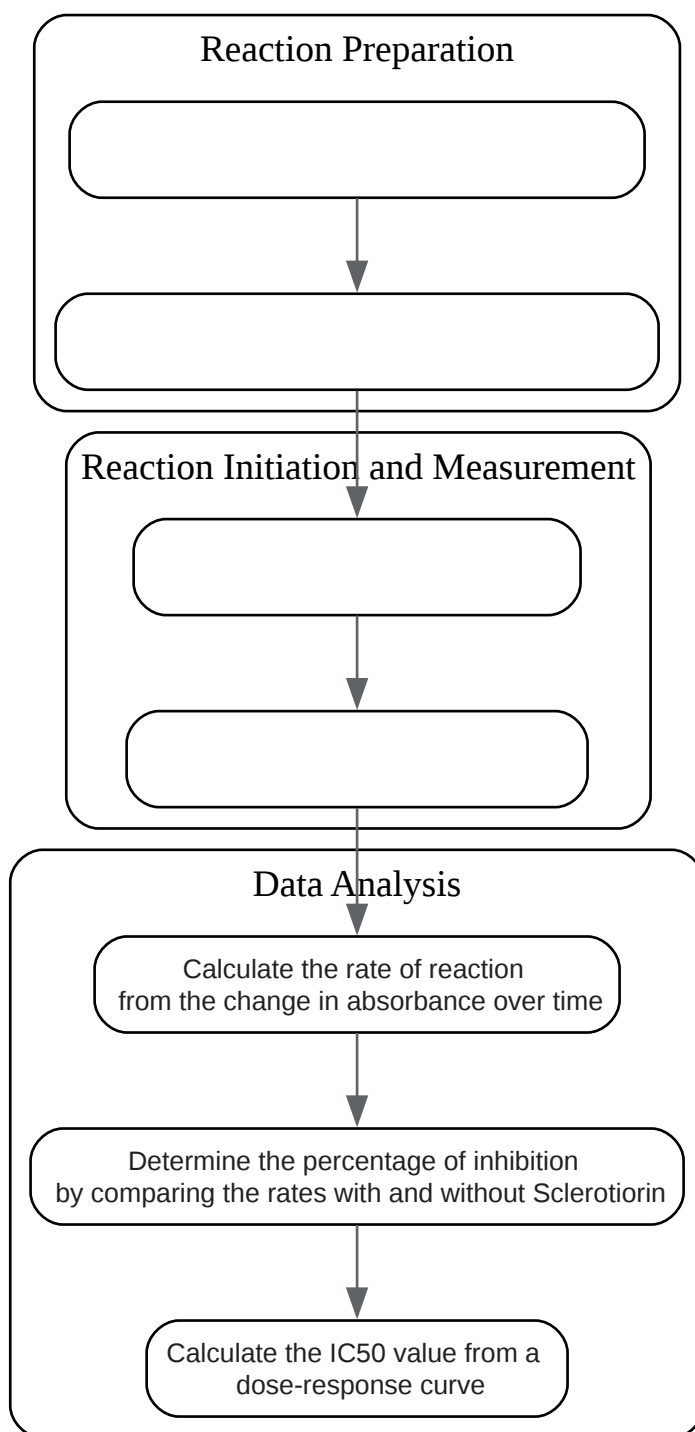 Reaction Preparation
Reaction Initiation and Measurement
Data Analysis
Calculate the rate of reaction
from the change in absorbance over time
Determine the percentage of inhibition
by comparing the rates with and without Sclerotiorin
Calculate the IC50 value from a
dose-response curve